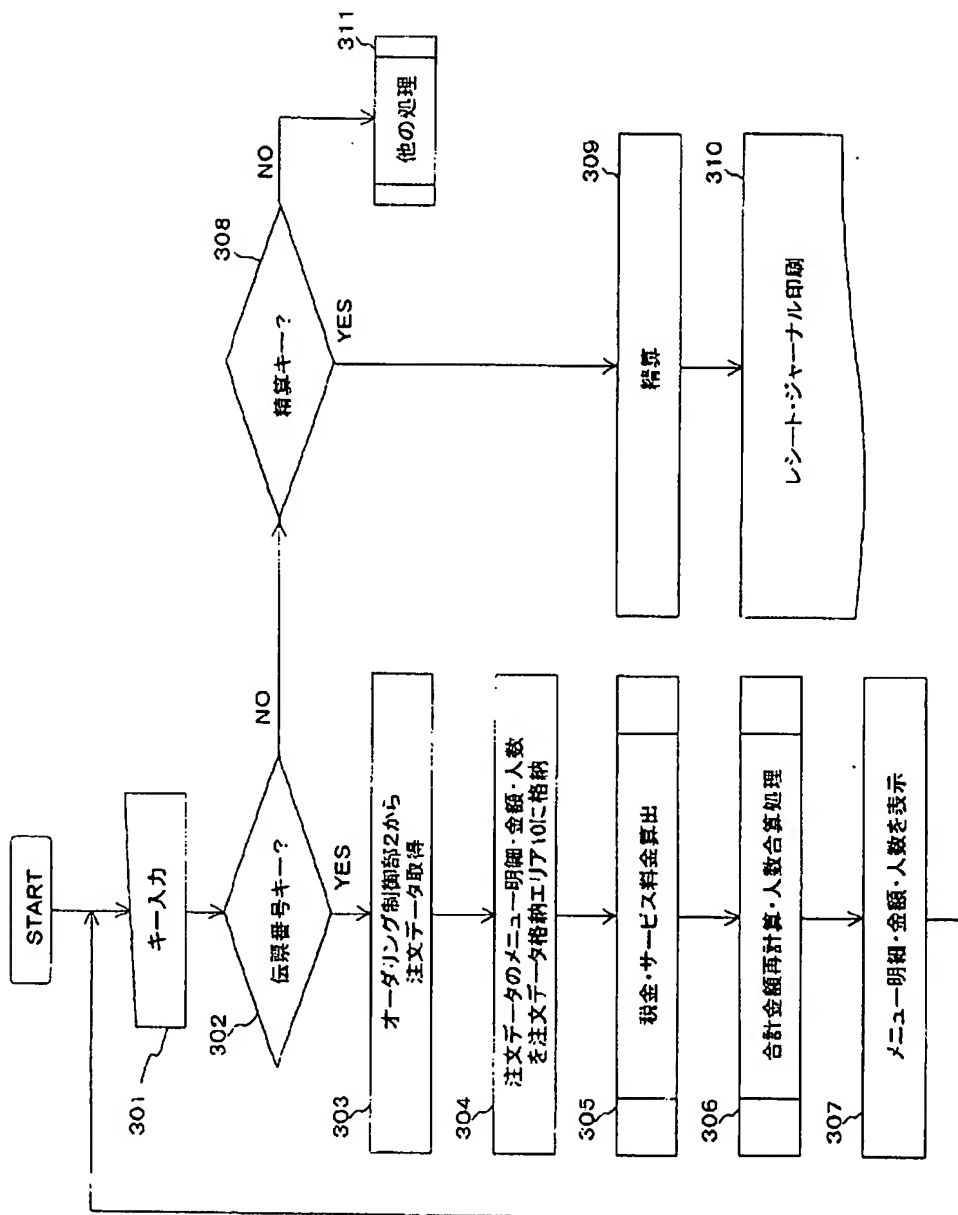 START
301
キー入力
302
伝票番号キー?
NO
YES
303
オーダリング制御部2から
注文データ取得
304
注文データのメニュー明細・金額・人数
を注文データ格納エリア10に格納
305
税金・サービス料金算出
306
合計金額再計算・人数合算処理
307
メニュー明細・金額・人数を表示
308
精算キー?
NO
YES
311
他の処理
309
精算
310
レシート・ジャーナル印刷